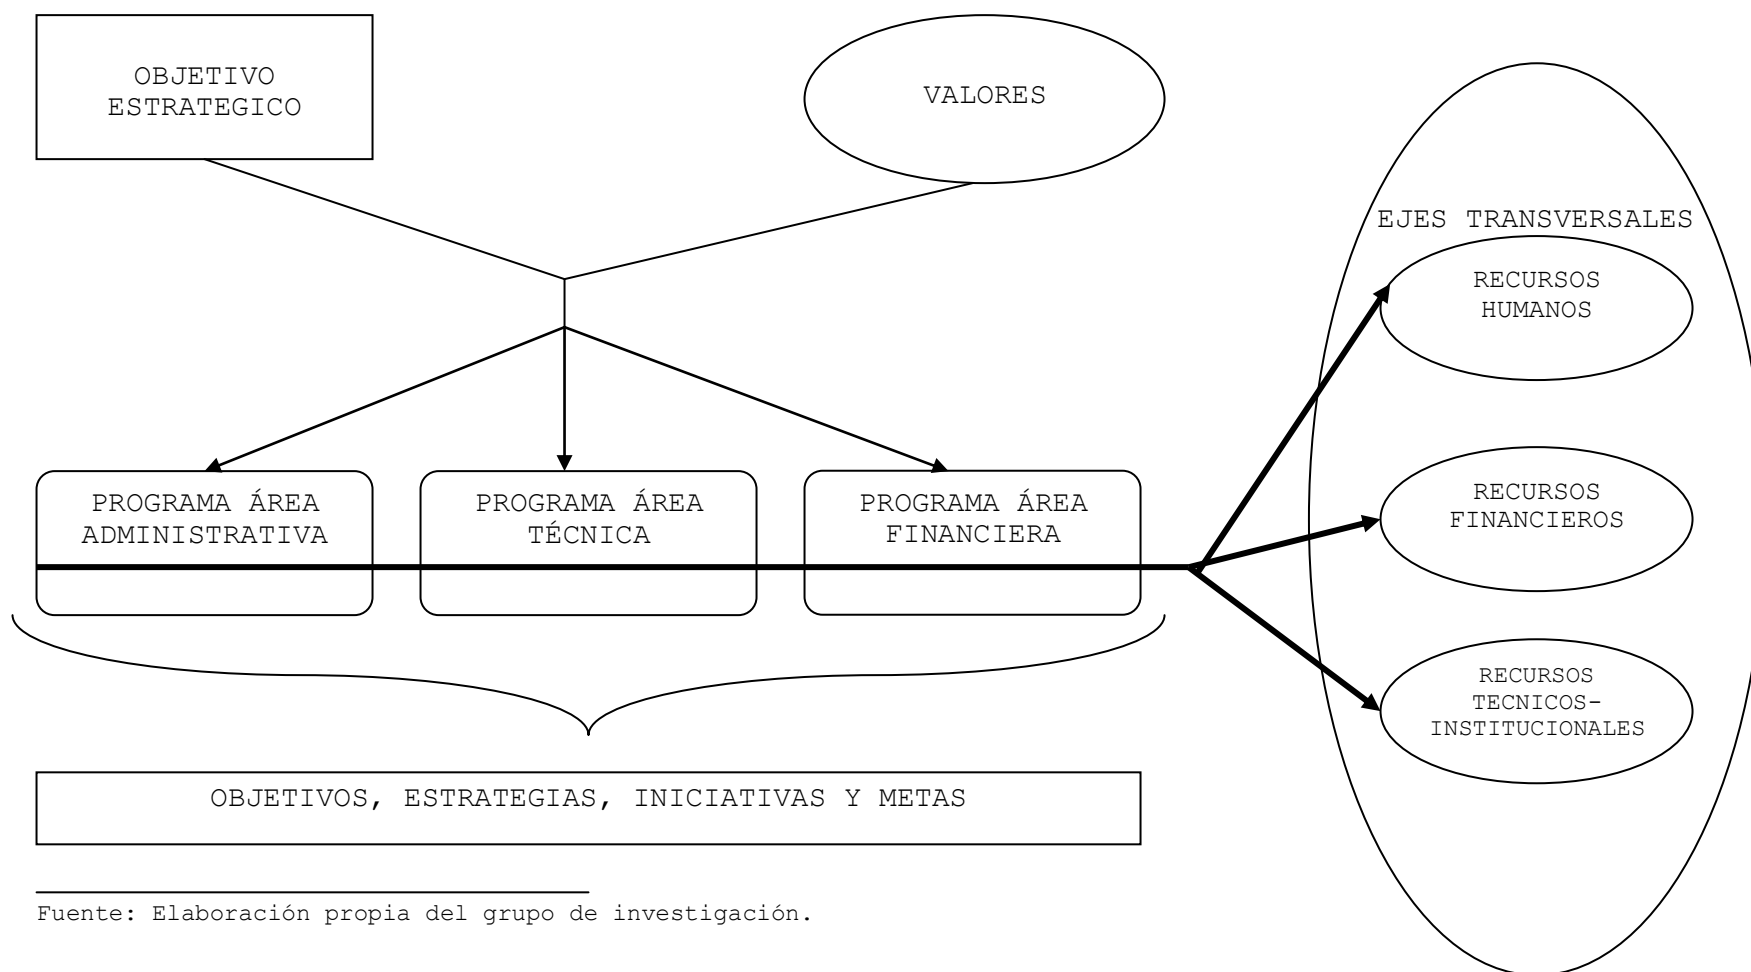 OBJETIVO
ESTRATEGICO
VALORES
EJES TRANSVERSALES
RECURSOS
HUMANOS
PROGRAMA ÁREA
ADMINISTRATIVA
PROGRAMA ÁREA
TÉCNICA
PROGRAMA ÁREA
FINANCIERA
RECURSOS
FINANCIEROS
RECURSOS
TECNICOS-
INSTITUCIONALES
OBJETIVOS, ESTRATEGIAS, INICIATIVAS Y METAS
Fuente: Elaboración propia del grupo de investigación.